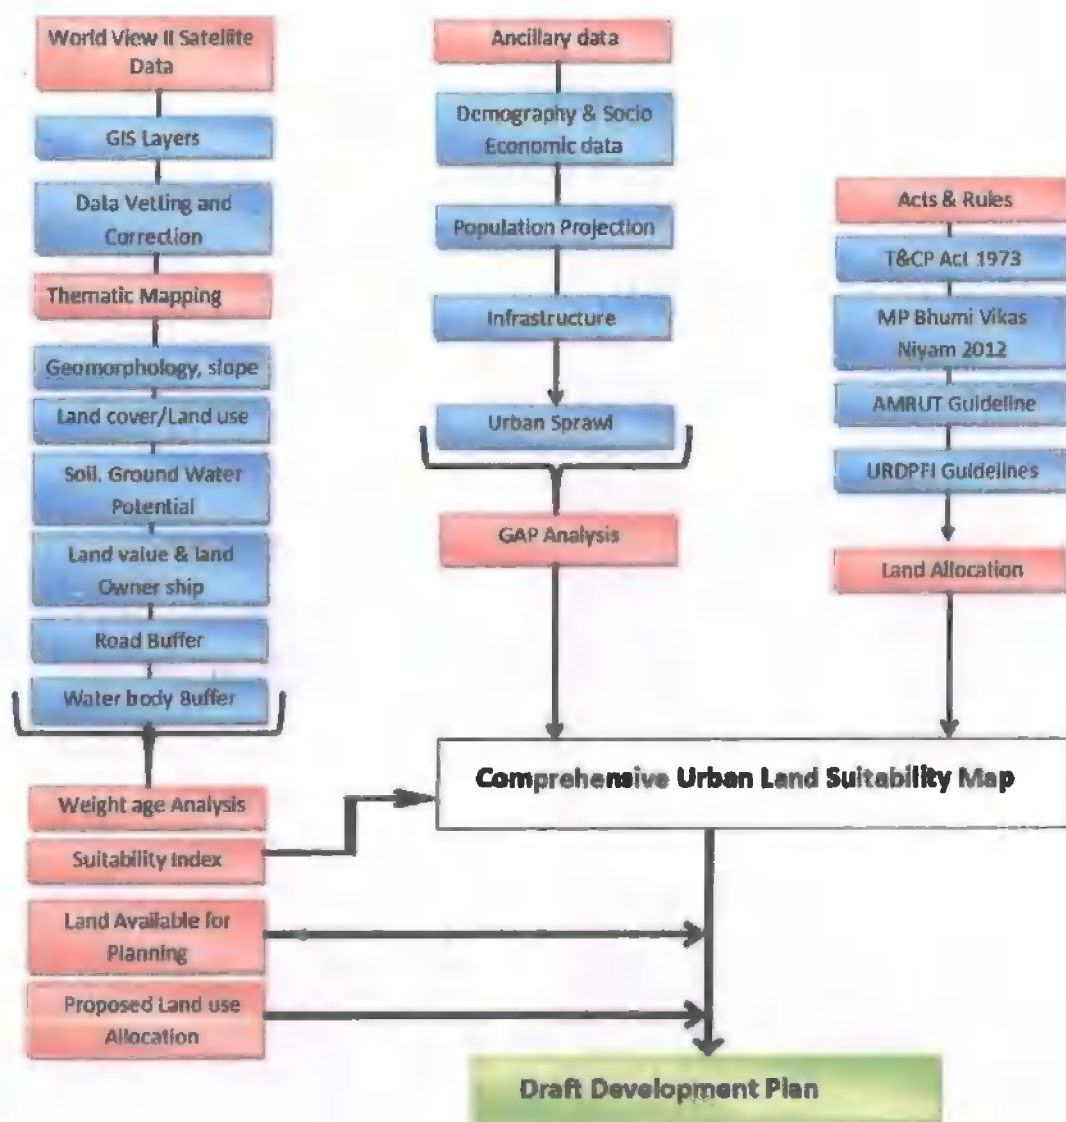 World View II Satellite
Data
GIS Layers
Data Vetting and
Correction
Thematic Mapping
Geomorphology, slope
Land cover/Land use
Soil. Ground Water
Potential
Land value & land
Owner ship
Road Buffer
Water body Buffer
Weight age Analysis
Suitability Index
Land Available for
Planning
Proposed Land use
Allocation
Ancillary data
Demography & Socio
Economic data
Population Projection
Infrastructure
Urban Sprawl
GAP Analysis
Acts & Rules
T&CP Act 1973
MP Bhumi Vikas
Niyam 2012
AMRUT Guideline
URDPFI Guidelines
Land Allocation
Comprehensive Urban Land Suitability Map
Draft Development Plan